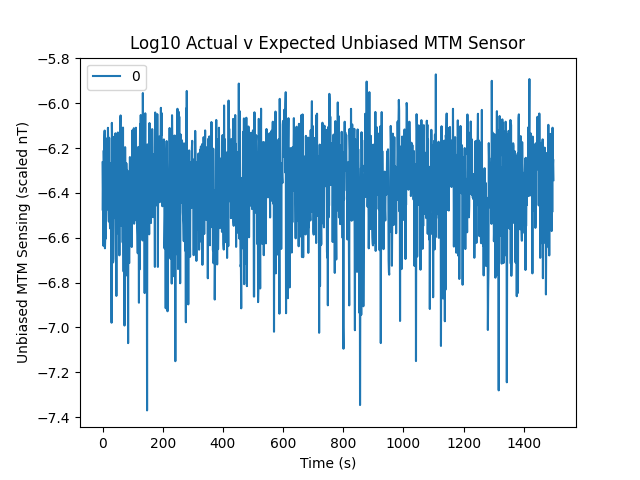 Log10 Actual v Expected Unbiased MTM Sensor
0
Unbiased MTM Sensing (scaled nT)
−5.8
−6.0
−6.2
−6.4
−6.6
−6.8
−7.0
−7.2
−7.4
0 200 400 600 800 1000 1200 1400
Time (s)